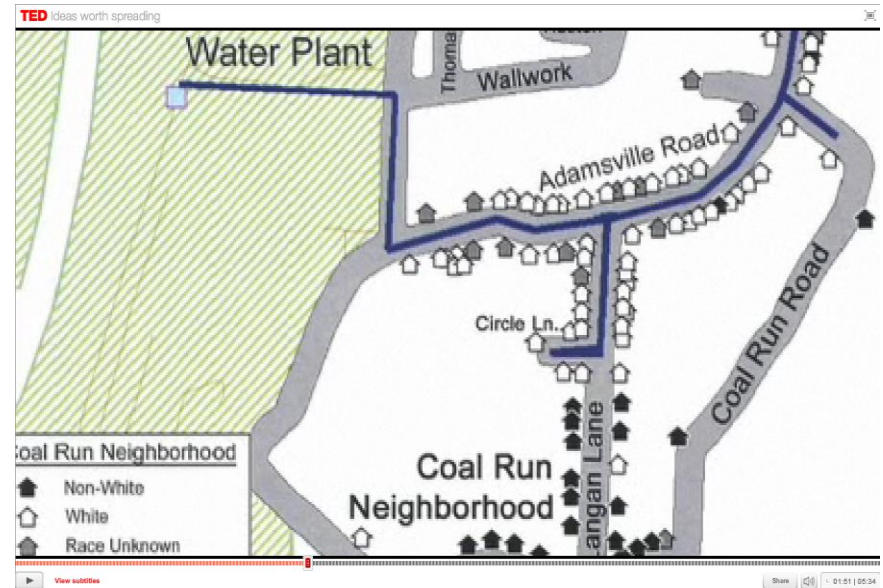 TED Ideas worth spreading
Water Plant
Thoma
Wallwork
Adamsville Road
Circle Ln.
Coal Run Road
Coal Run
Neighborhood
angan Lane
oal Run Neighborhood
Non-White
White
Race Unknown
View subtitles
Share
01:51 | 05:34